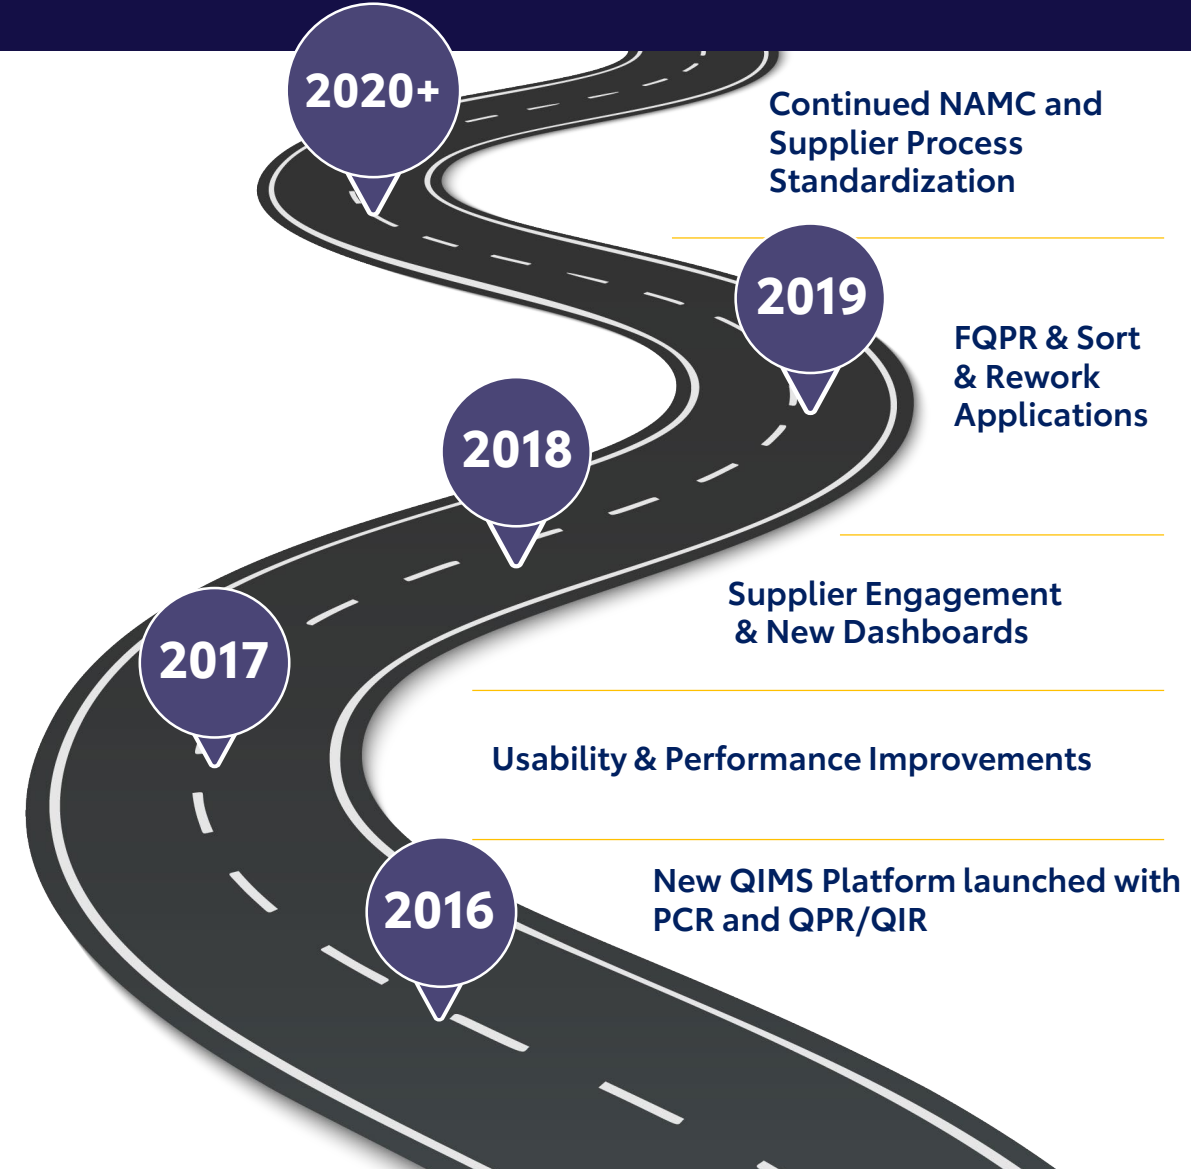 2020+
Continued NAMC and
Supplier Process
Standardization
2019
FQPR & Sort
& Rework
Applications
2018
Supplier Engagement
& New Dashboards
2017
Usability & Performance Improvements
2016
New QIMS Platform launched with
PCR and QPR/QIR